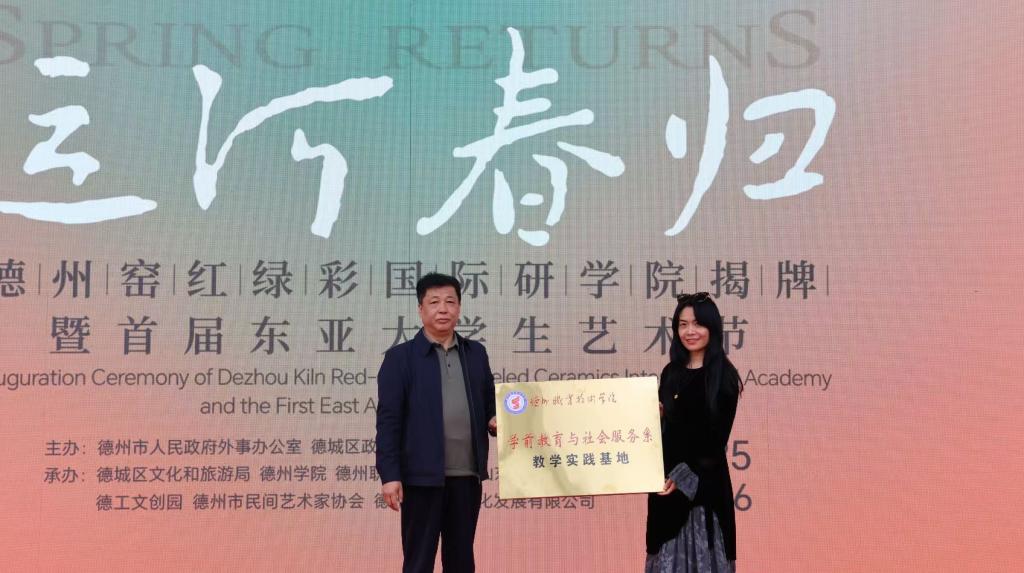 SPRING RETURNS
运河春归
德州窑红绿彩国际研学院揭牌
暨首届东亚大学生艺术节
uguration Ceremony of Dezhou Kiln Red- eled Ceramics Inte Academy
and the First East A
主办：德州市人民政府外事办公室 德城区政
承办：德城区文化和旅游局 德州学院 德州职 山东
德工文创园 德州市民间艺术家协会 德 化发展有限公司
5
6
德州职业技术学院
学前教育与社会服务系
教学实践基地